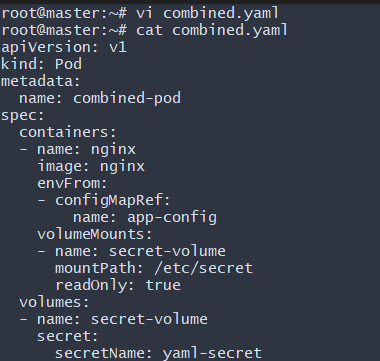 root@master:~# vi combined.yaml
root@master:~# cat combined.yaml
apiVersion: v1
kind: Pod
metadata:
  name: combined-pod
spec:
  containers:
  - name: nginx
    image: nginx
    envFrom:
    - configMapRef:
        name: app-config
    volumeMounts:
    - name: secret-volume
      mountPath: /etc/secret
      readOnly: true
  volumes:
  - name: secret-volume
    secret:
      secretName: yaml-secret